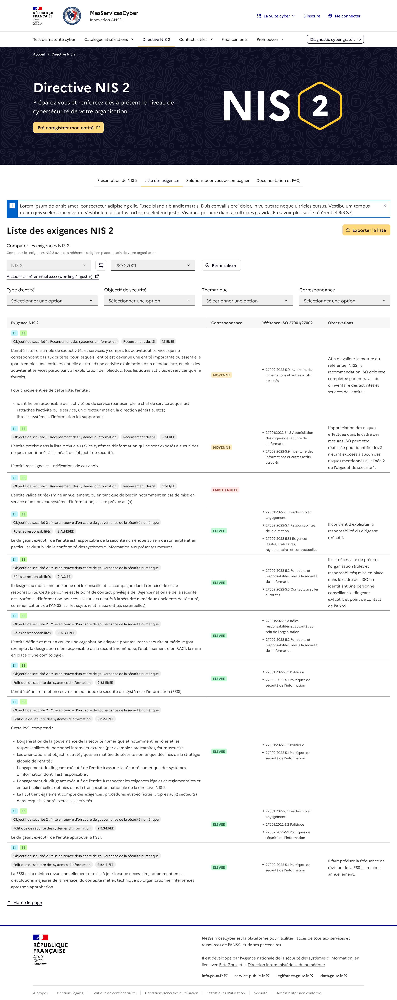 RÉPUBLIQUE
FRANÇAISE
Liberté
Égalité
Fraternité
MesServicesCyber
Innovation ANSSI
La Suite cyber
S'inscrire
Me connecter
Test de maturité cyber
Catalogue et sélections
Directive NIS 2
Contacts utiles
Financements
Promouvoir
Diagnostic cyber gratuit
Accueil
Directive NIS 2
Directive NIS 2
Préparez-vous et renforcez dès à présent le niveau de
cybersécurité de votre organisation.
Pré-enregistrer mon entité
NIS 2
Présentation de NIS 2
Liste des exigences
Solutions pour vous accompagner
Documentation et FAQ
Lorem ipsum dolor sit amet, consectetur adipiscing elit. Fusce blandit blandit mattis. Duis convallis orci dolor, in vulputate neque ultricies cursus. Vestibulum tempus
quam quis scelerisque viverra. Vestibulum at luctus tortor, eu eleifend justo. Vivamus posuere diam ac ultricies gravida. En savoir plus sur le référentiel ReCyF
Liste des exigences NIS 2
Exporter la liste
Comparer les exigences NIS 2
Comparez les exigences NIS 2 avec des référentiels déjà en place au sein de votre organisation.
NIS 2
ISO 27001
Réinitialiser
Accéder au référentiel xxxx (wording à ajuster)
Type d'entité
Objectif de sécurité
Thématique
Correspondance
Sélectionner une option
Sélectionner une option
Sélectionner une option
Sélectionner une option
Exigence NIS 2
Correspondance
Référence ISO 27001/27002
Observations
EI EE
Objectif de sécurité 1 : Recensement des systèmes d'information
Recensement des SI
1.1-EI/EE
L'entité liste l'ensemble de ses activités et services, y compris les activités et services qui ne
correspondent pas aux critères pour lesquels l'entité est devenue une entité importante ou essentielle
(par exemple : une entité essentielle au titre d'une activité exploitation d'un oléoduc liste, en plus des
activités et services participant à l'exploitation de l'oléoduc, tous les autres activités et services qu'elle
fournit).
Pour chaque entrée de cette liste, l'entité :
• identifie un responsable de l'activité ou du service (par exemple le chef de service auquel est
rattachée l'activité ou le service, un directeur métier, la direction générale, etc) ;
• liste les systèmes d'information les supportant.
MOYENNE
→ 27002:2022-5.9 Inventaire des
informations et autres actifs
associés
Afin de valider la mesure du
référentiel NIS2, la
recommendation ISO doit être
complétée par un travail de
d'inventaire des activités et
services de l'entité.
EI EE
Objectif de sécurité 1 : Recensement des systèmes d'information
Recensement des SI
1.2-EI/EE
L'entité précise dans la liste prévue au (a) les systèmes d'information qui ne sont exposés à aucun des
risques mentionnés à l'alinéa 2 de l'objectif de sécurité.
L'entité renseigne les justifications de ces choix.
MOYENNE
→ 27001:2022-6.1.2 Appréciation
des risques de sécurité de
l'information
→ 27002:2022-5.9 Inventaire des
informations et autres actifs
associés
L'appréciation des risques
effectuée dans le cadre des
mesures ISO peut être
réutilisée pour identifier les SI
n'étant exposés à aucun des
risques mentionnés à l'alinéa 2
de l'objectif de sécurité 1.
EI EE
Objectif de sécurité 1 : Recensement des systèmes d'information
Recensement des SI
1.3-EI/EE
L'entité valide et réexamine annuellement, ou en tant que de besoin notamment en cas de mise en
service d'un nouveau système d'information, la liste prévue au (a)
FAIBLE / NULLE
EI EE
Objectif de sécurité 2 : Mise en œuvre d'un cadre de gouvernance de la sécurité numérique
Rôles et responsabilités
2.A.1-EI/EE
Le dirigeant exécutif de l'entité est responsable de la sécurité numérique au sein de son entité et en
particulier du suivi de la conformité des systèmes d'information aux présentes mesures.
ÉLEVÉE
→ 27001:2022-5.1 Leadership et
engagement
→ 27002:2022-5.4 Responsabilités
de la direction
→ 27002:2022-5.31 Exigences
légales, statutaires,
réglementaires et contractuelles
Il convient d'expliciter la
responsabilité du dirigeant
exécutif.
EI EE
Objectif de sécurité 2 : Mise en œuvre d'un cadre de gouvernance de la sécurité numérique
Rôles et responsabilités
2.A.2-EE
Il désigne au moins une personne qui le conseille et l'accompagne dans l'exercice de cette
responsabilité. Cette personne est le point de contact privilégié de l'Agence nationale de la sécurité
des systèmes d'information pour tous les sujets relatifs à la sécurité numérique (incidents de sécurité,
communications de l'ANSSI sur les sujets relatifs aux entités essentielles)
ÉLEVÉE
→ 27002:2022-5.2 Fonctions et
responsabilités liées à la sécurité
de l'information
→ 27002:2022-5.5 Contacts avec les
autorités
Il est nécessaire de préciser
l'organisation (rôles et
responsabilités) mise en place
dans le cadre de l'ISO en
identifiant une personne
conseillant le dirigeant
exécutif, et point de contact
de l'ANSSI.
EI EE
Objectif de sécurité 2 : Mise en œuvre d'un cadre de gouvernance de la sécurité numérique
Rôles et responsabilités
2.A.3-EI/EE
L'entité définit et met en œuvre une organisation adaptée pour assurer sa sécurité numérique (par
exemple : la désignation d'un responsable de la sécurité numérique, l'établissement d'un RACI, la mise
en place d'une comitologie).
ÉLEVÉE
→ 27001:2022-5.3 Rôles,
responsabilités et autorités au
sein de l'organisation
→ 27002:2022-5.2 Fonctions et
responsabilités liées à la sécurité
de l'information
EI EE
Objectif de sécurité 2 : Mise en œuvre d'un cadre de gouvernance de la sécurité numérique
Politique de sécurité des systèmes d'information
2.B.1-EI/EE
L'entité définit et met en œuvre une politique de sécurité des systèmes d'information (PSSI).
ÉLEVÉE
→ 27001:2022-5.2 Politique
→ 27002:2022-5.1 Politiques de
sécurité de l'information
EI EE
Objectif de sécurité 2 : Mise en œuvre d'un cadre de gouvernance de la sécurité numérique
Politique de sécurité des systèmes d'information
2.B.2-EI/EE
Cette PSSI comprend :
• L'organisation de la gouvernance de la sécurité numérique et notamment les rôles et les
responsabilités du personnel interne et externe (par exemple : prestataires, fournisseurs) ;
• Les orientations et objectifs stratégiques en matière de sécurité numérique déclinés de la stratégie
globale de l'entité ;
• L'engagement du dirigeant exécutif de l'entité à assurer la sécurité numérique des systèmes
d'information dont il est responsable ;
• L'engagement du dirigeant exécutif de l'entité à respecter les exigences légales et réglementaires et
en particulier celles définies dans la transposition nationale de la directive NIS 2.
• La PSSI tient également compte des exigences, procédures et spécificités propres au(x) secteur(s)
dans lesquels l'entité exerce ses activités.
ÉLEVÉE
→ 27001:2022-5.2 Politique
→ 27002:2022-5.1 Politiques de
sécurité de l'information
EI EE
Objectif de sécurité 2 : Mise en œuvre d'un cadre de gouvernance de la sécurité numérique
Politique de sécurité des systèmes d'information
2.B.3-EI/EE
Le dirigeant exécutif de l'entité approuve la PSSI.
ÉLEVÉE
→ 27001:2022-5.1 Leadership et
engagement
→ 27001:2022-5.2 Politique
→ 27002:2022-5.1 Politiques de
sécurité de l'information
EI EE
Objectif de sécurité 2 : Mise en œuvre d'un cadre de gouvernance de la sécurité numérique
Politique de sécurité des systèmes d'information
2.B.4-EI/EE
La PSSI est a minima revue annuellement et mise à jour lorsque nécessaire, notamment en cas
d'évolutions majeures de la menace, du contexte métier, technique ou organisationnel intervenues
après son approbation.
ÉLEVÉE
→ 27002:2022-5.1 Politiques de
sécurité de l'information
Il faut préciser la fréquence de
révision de la PSSI, a minima
annuellement.
Haut de page
RÉPUBLIQUE
FRANÇAISE
Liberté
Égalité
Fraternité
MesServicesCyber est la plateforme pour faciliter l'accès de tous aux services et
ressources de l'ANSSI et de ses partenaires.
Il est développé par l'Agence nationale de la sécurité des systèmes d'information, en
lien avec BetaGouv et la Direction interministérielle du numérique.
info.gouv.fr
service-public.fr
legifrance.gouv.fr
data.gouv.fr
À propos
Mentions légales
Politique de confidentialité
Conditions générales d'utilisation
Statistiques d'utlisation
Sécurité
Accésibilité : non conforme